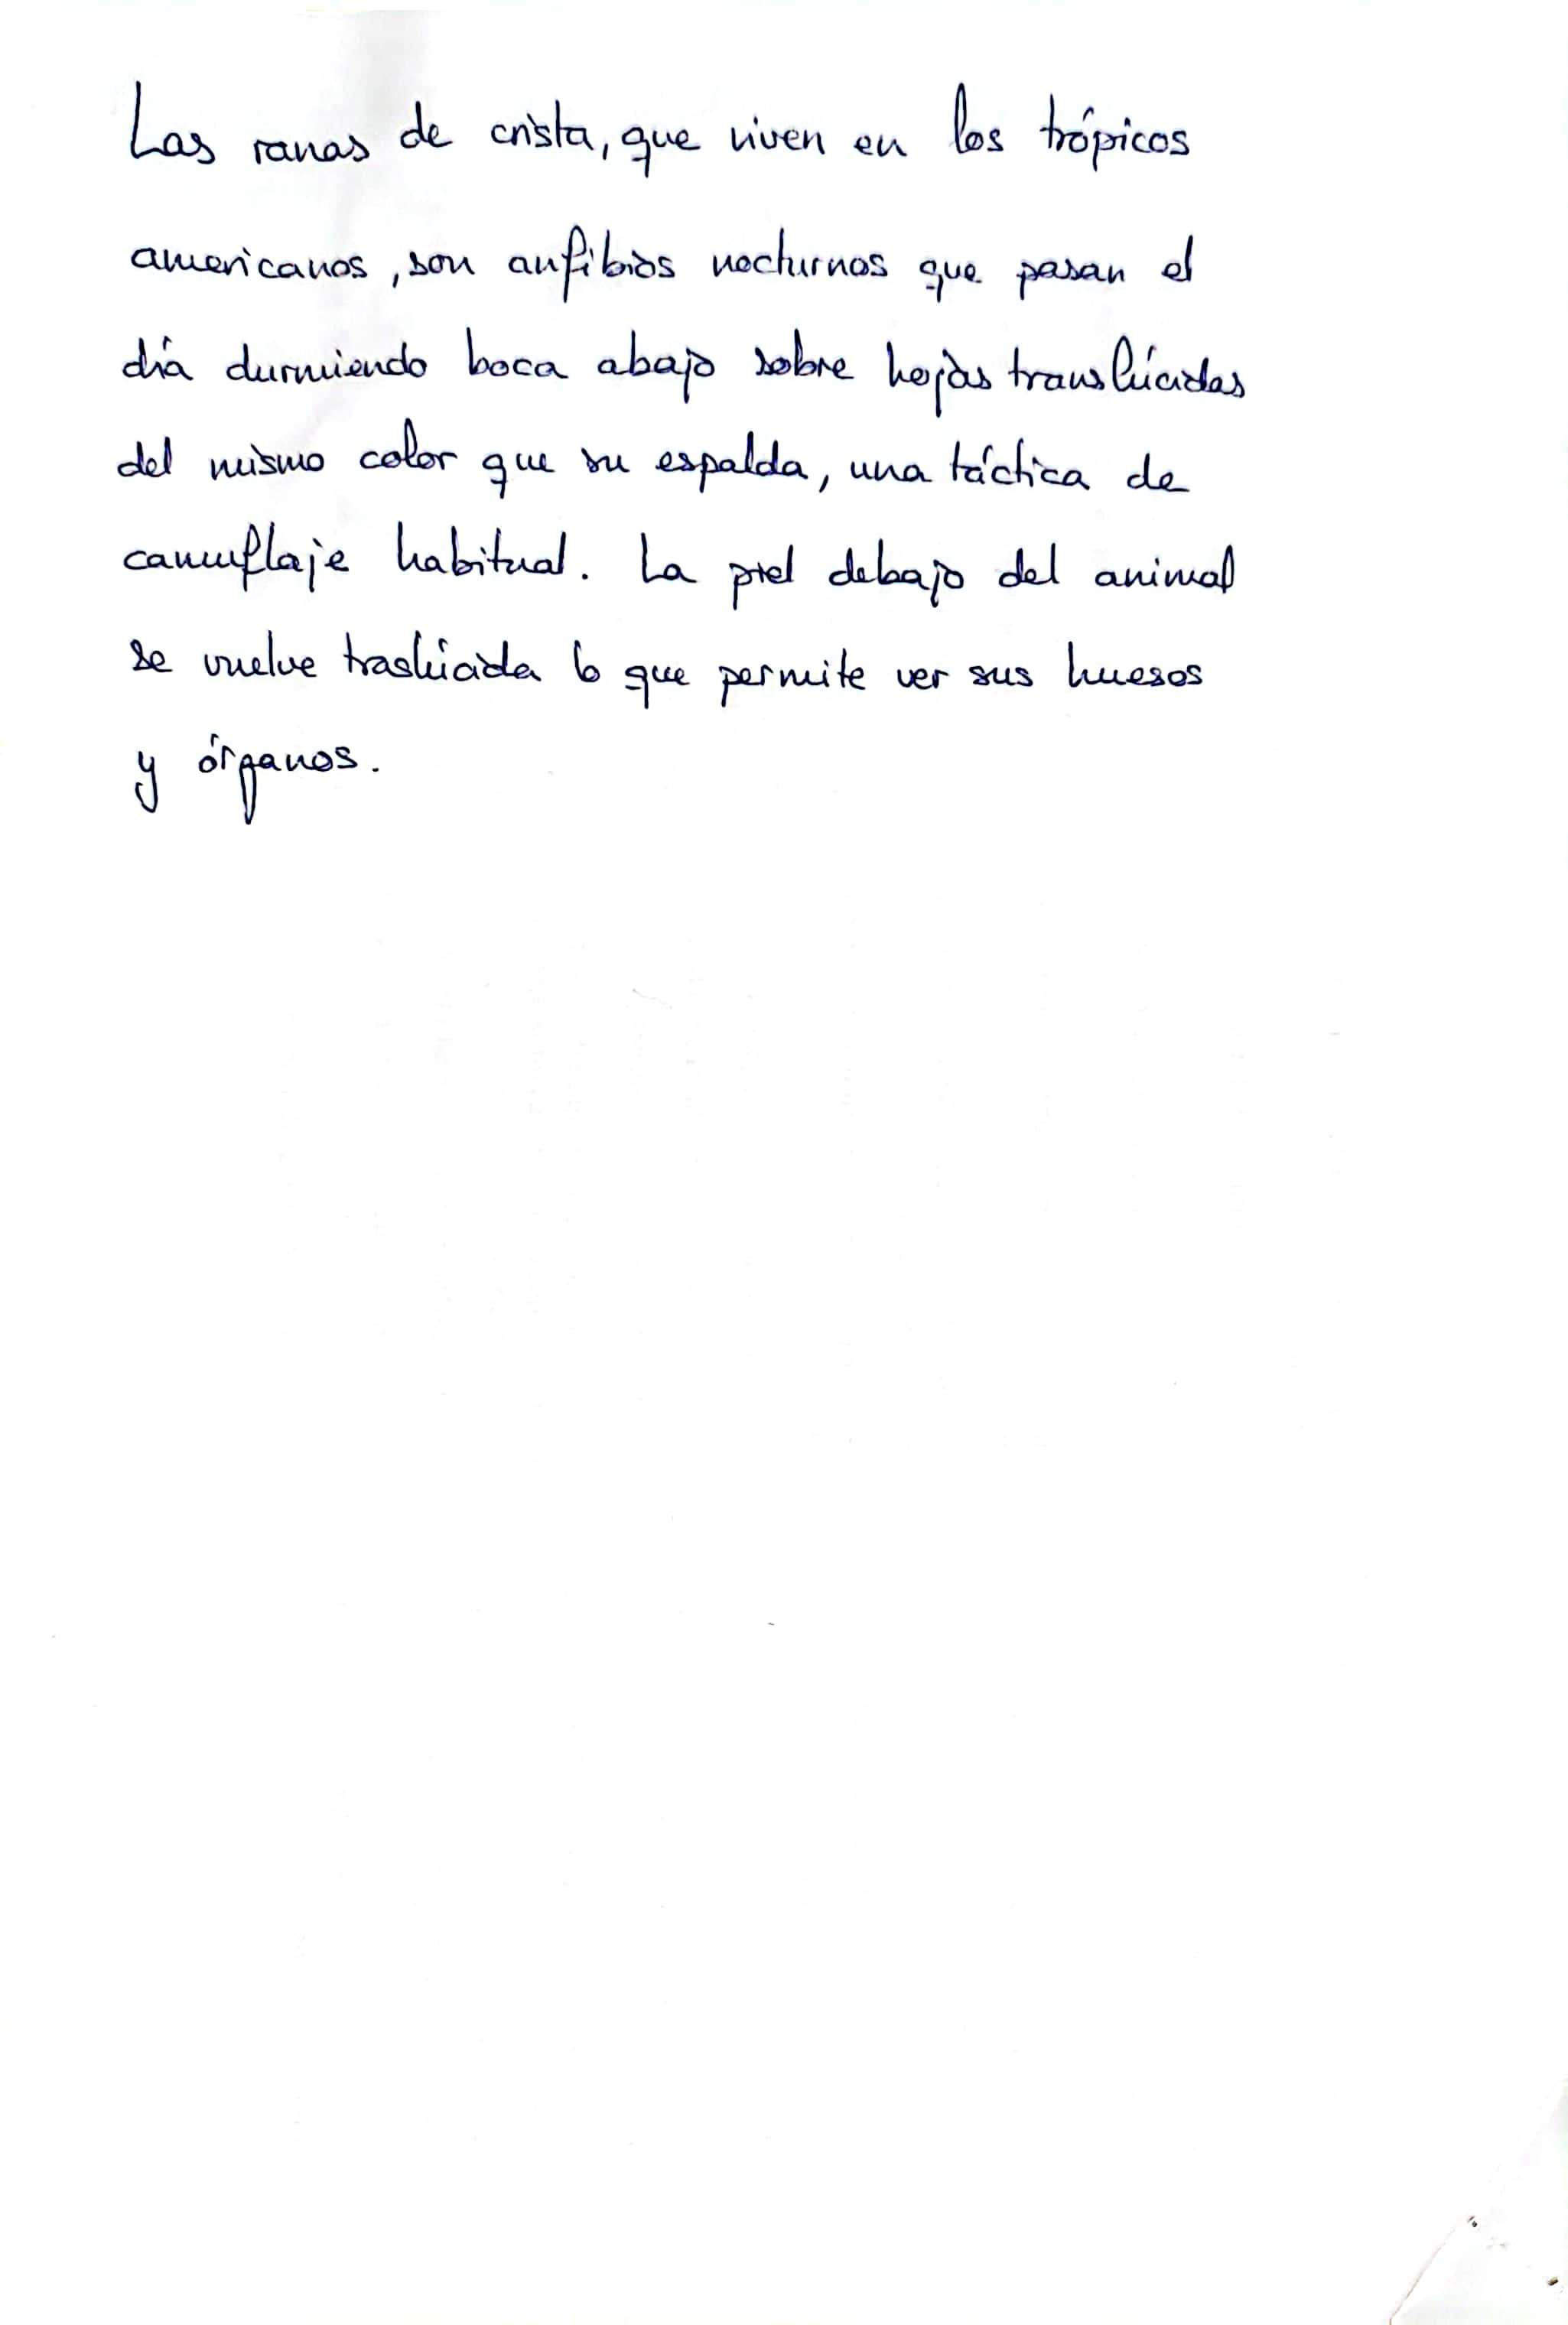 Las ranas de crista, que viven en los trópicos
americanos, son anfibios nocturnos que pasan el
día durmiendo boca abajo sobre hojas translúcidas
del mismo color que su espalda, una táctica de
camuflaje habitual. La piel debajo del animal
se vuelve traslúcida lo que permite ver sus huesos
y órganos.